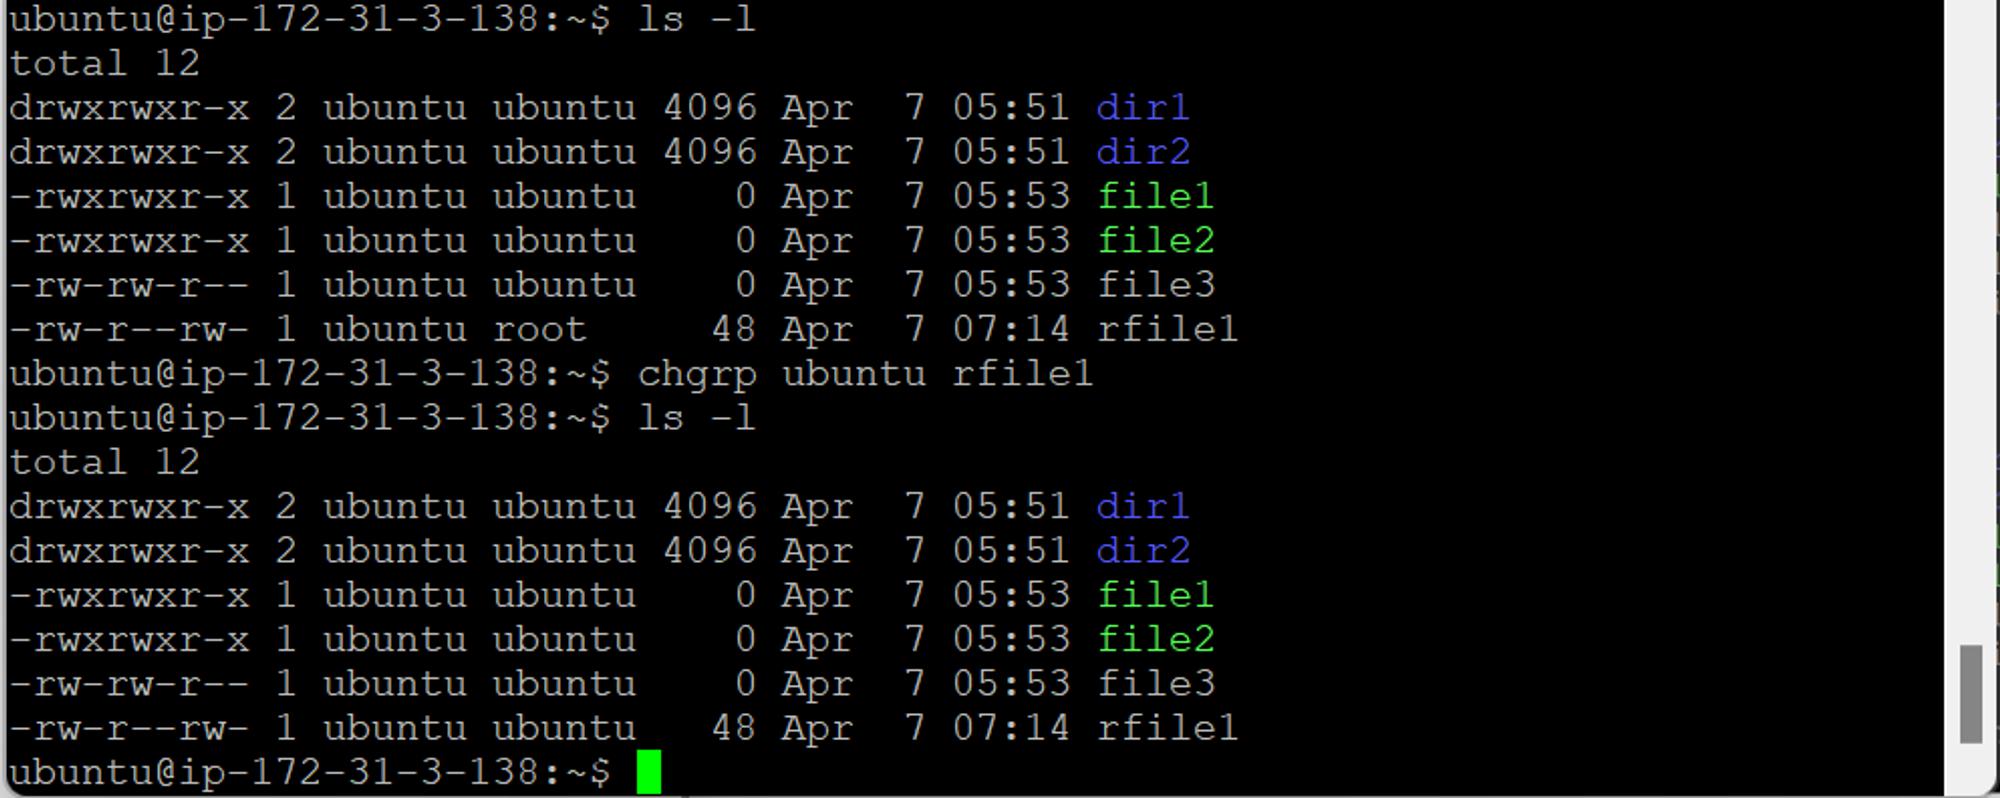 ubuntu@ip-172-31-3-138:~$ ls -l
total 12
drwxrwxr-x 2 ubuntu ubuntu 4096 Apr  7 05:51 dir1
drwxrwxr-x 2 ubuntu ubuntu 4096 Apr  7 05:51 dir2
-rwxrwxr-x 1 ubuntu ubuntu    0 Apr  7 05:53 file1
-rwxrwxr-x 1 ubuntu ubuntu    0 Apr  7 05:53 file2
-rw-rw-r-- 1 ubuntu ubuntu    0 Apr  7 05:53 file3
-rw-r--rw- 1 ubuntu root     48 Apr  7 07:14 rfile1
ubuntu@ip-172-31-3-138:~$ chgrp ubuntu rfile1
ubuntu@ip-172-31-3-138:~$ ls -l
total 12
drwxrwxr-x 2 ubuntu ubuntu 4096 Apr  7 05:51 dir1
drwxrwxr-x 2 ubuntu ubuntu 4096 Apr  7 05:51 dir2
-rwxrwxr-x 1 ubuntu ubuntu    0 Apr  7 05:53 file1
-rwxrwxr-x 1 ubuntu ubuntu    0 Apr  7 05:53 file2
-rw-rw-r-- 1 ubuntu ubuntu    0 Apr  7 05:53 file3
-rw-r--rw- 1 ubuntu ubuntu   48 Apr  7 07:14 rfile1
ubuntu@ip-172-31-3-138:~$